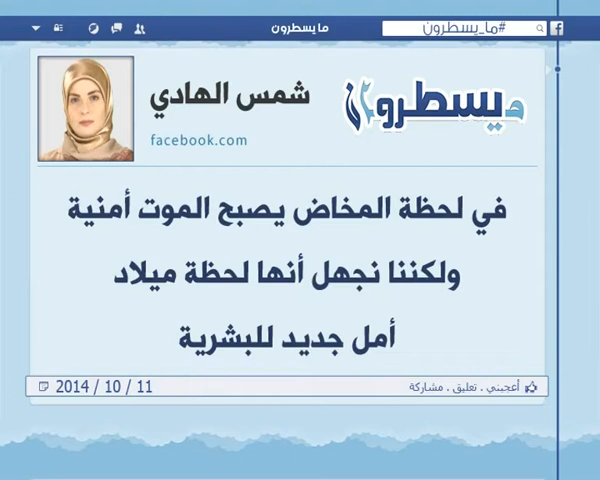 ما يسطرون
#ما_يسطرون
ما يسطرون
شمس الهادي
facebook.com
في لحظة المخاض يصبح الموت أمنية
ولكننا نجهل أنها لحظة ميلاد
أمل جديد للبشرية
أعجبني . تعليق . مشاركة
2014 / 10 / 11